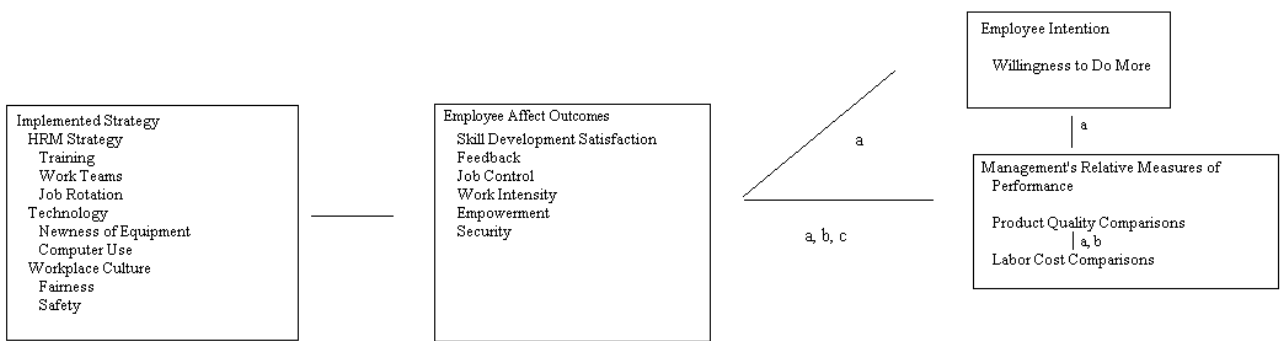 Implemented Strategy
HRM Strategy
Training
Work Teams
Job Rotation
Technology
Newness of Equipment
Computer Use
Workplace Culture
Fairness
Safety
Employee Affect Outcomes
Skill Development Satisfaction
Feedback
Job Control
Work Intensity
Empowerment
Security
a
a, b, c
Employee Intention
Willingness to Do More
a
Management's Relative Measures of
Performance
Product Quality Comparisons
a, b
Labor Cost Comparisons